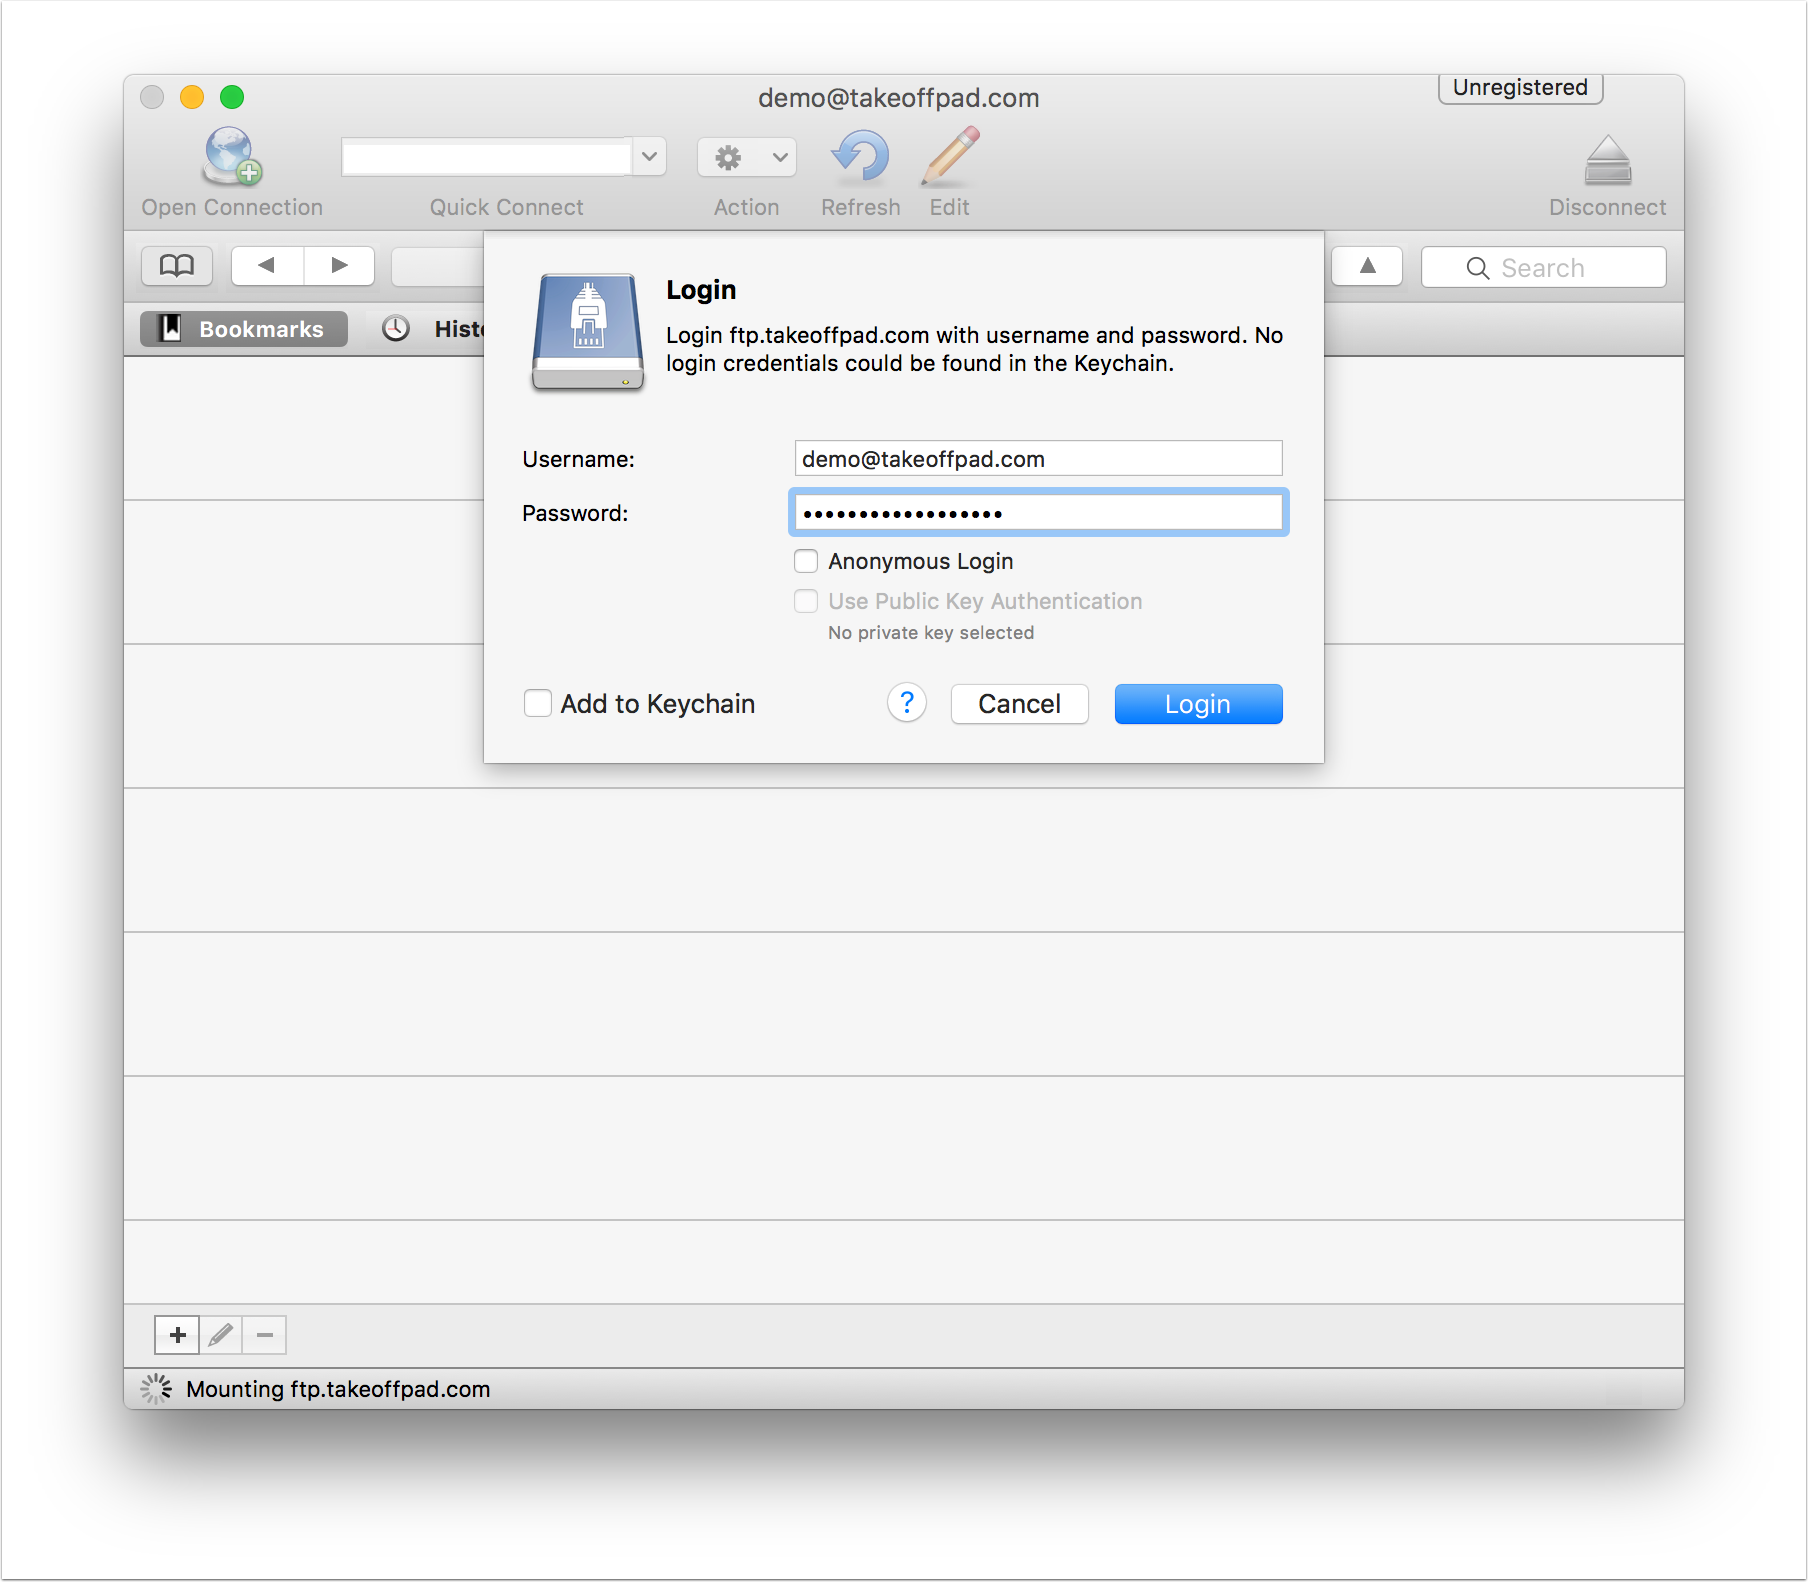 demo@takeoffpad.com
Unregistered
Open Connection
Quick Connect
Action
Refresh
Edit
Disconnect
Search
Bookmarks
Histo
Login
Login ftp.takeoffpad.com with username and password. No
login credentials could be found in the Keychain.
Username:
demo@takeoffpad.com
Password:
••••••••••••••••••
Anonymous Login
Use Public Key Authentication
No private key selected
Add to Keychain
?
Cancel
Login
Mounting ftp.takeoffpad.com